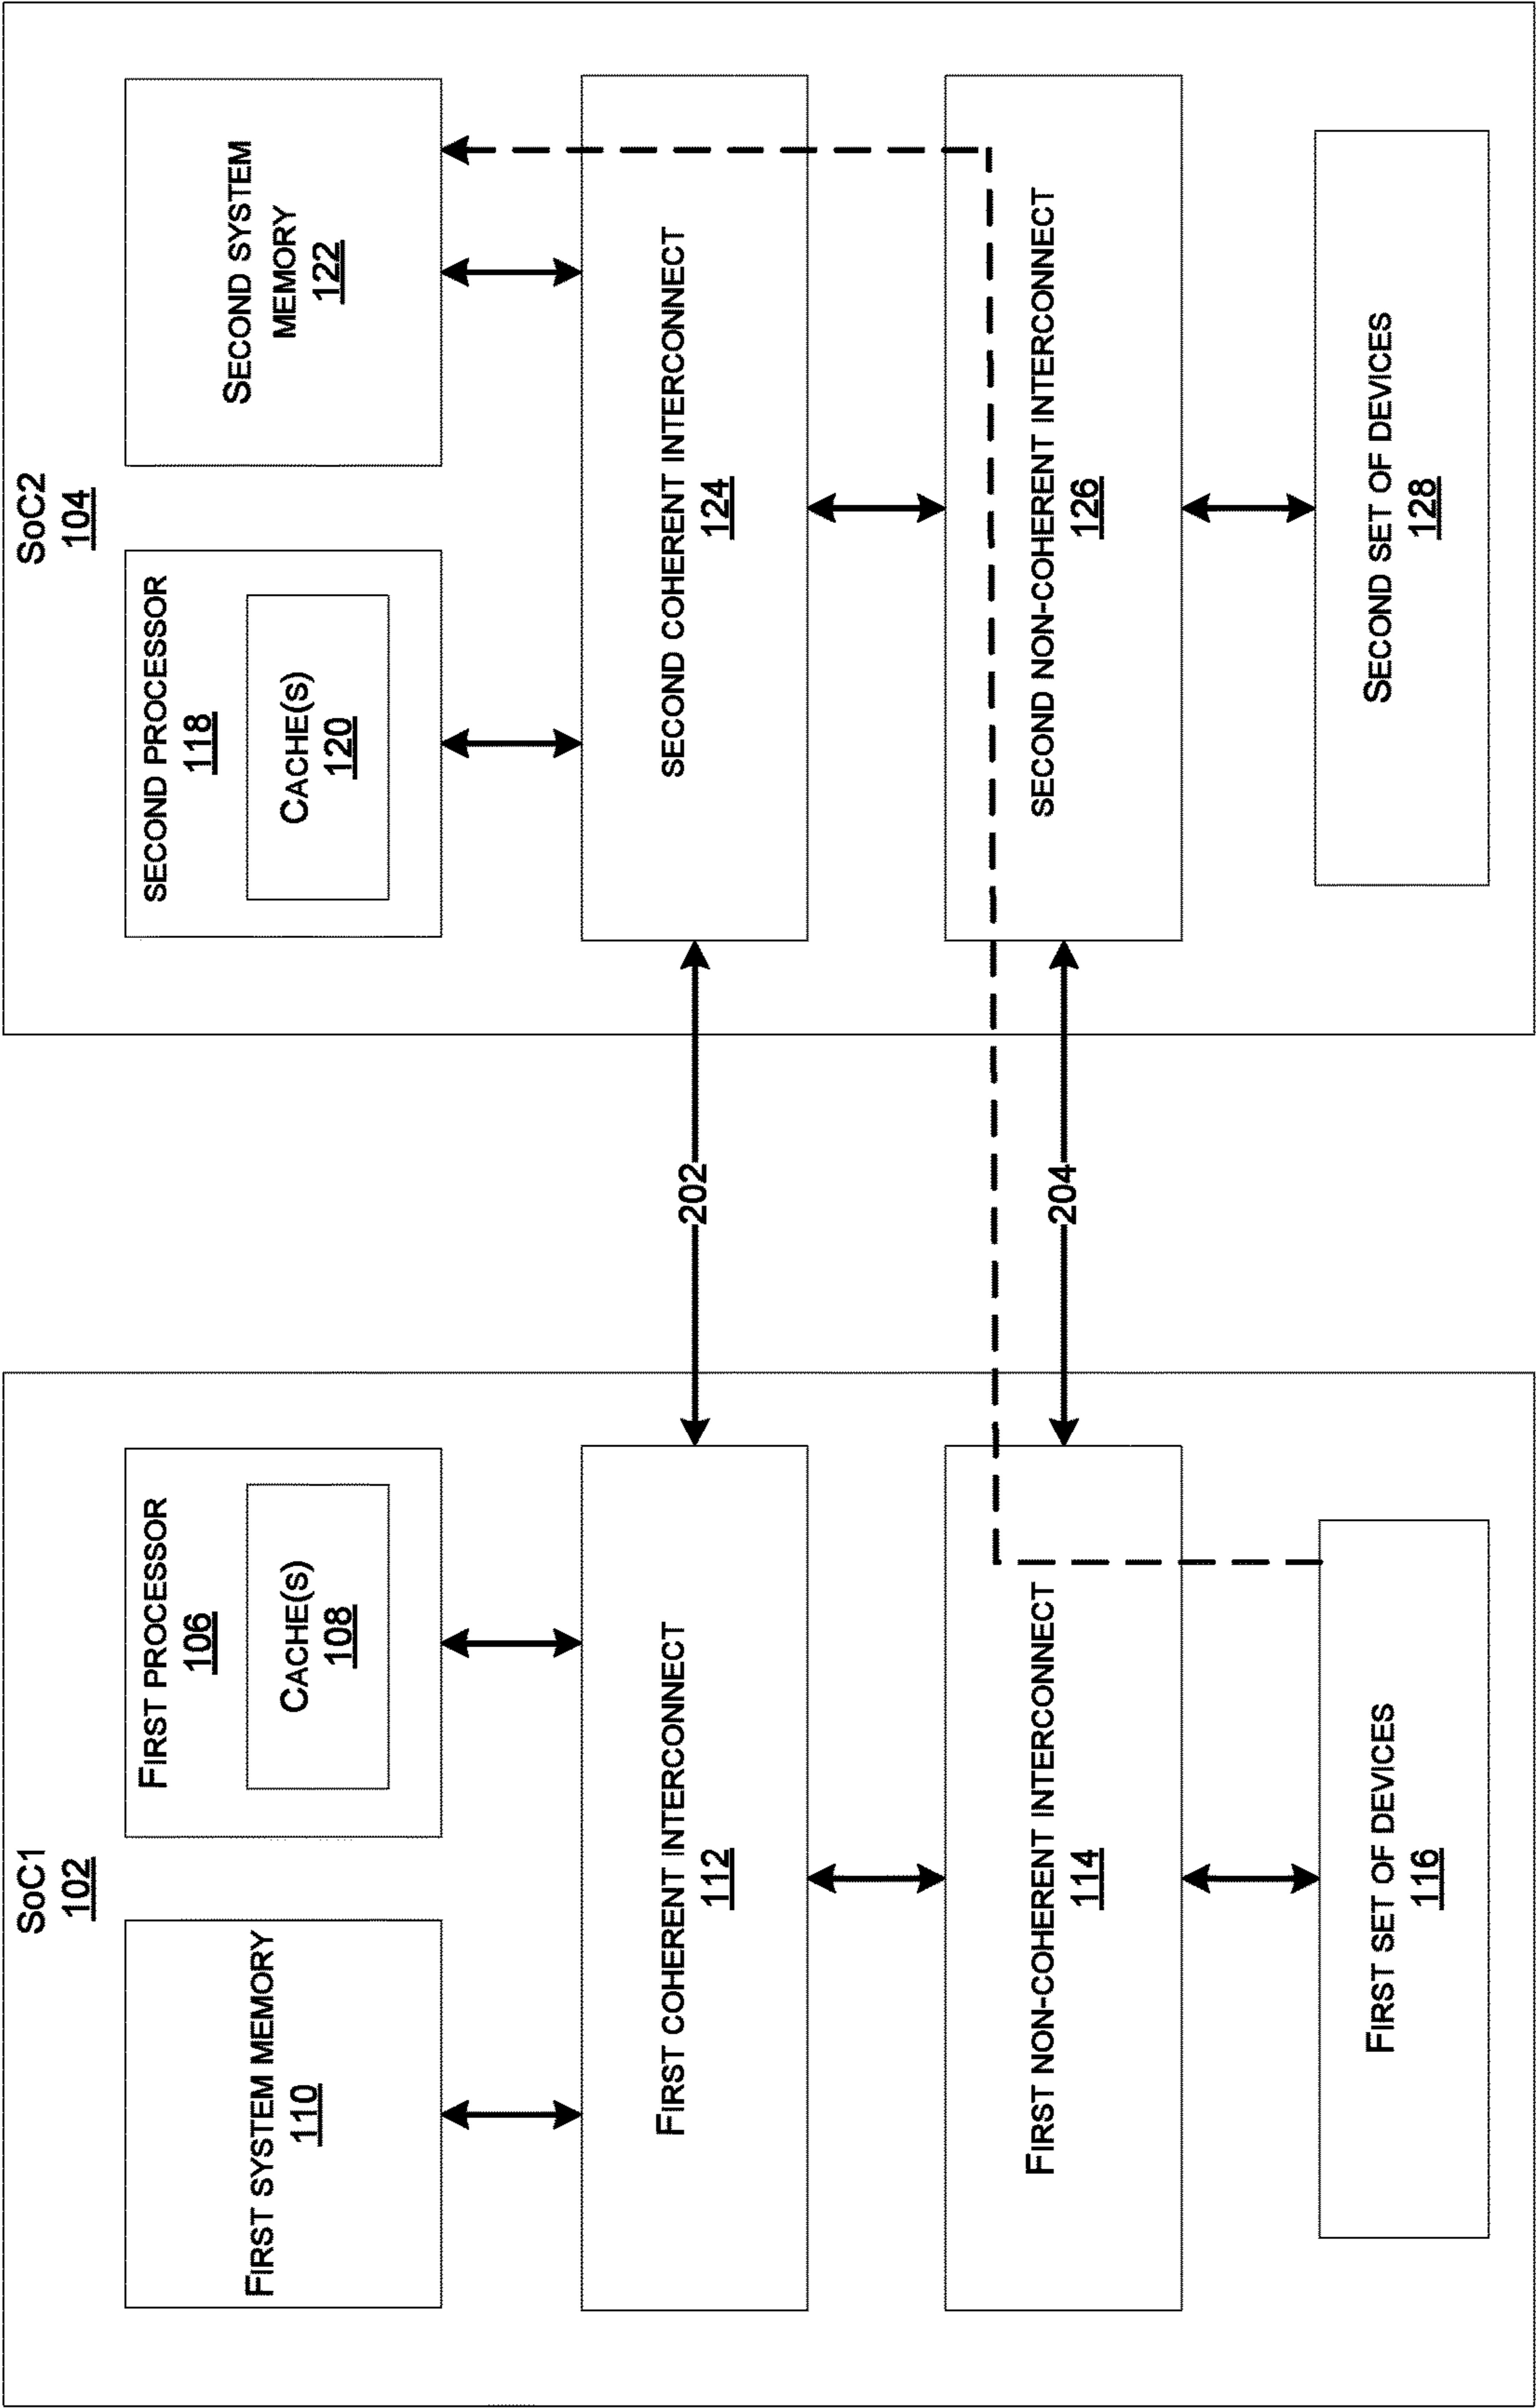 SoC1
102
First system memory
110
First processor
106
Cache(s)
108
First coherent interconnect
112
First non-coherent interconnect
114
First set of devices
116
202
204
SoC2
104
second processor
118
Cache(s)
120
Second system
memory
122
second coherent interconnect
124
second non-coherent interconnect
126
Second set of devices
128